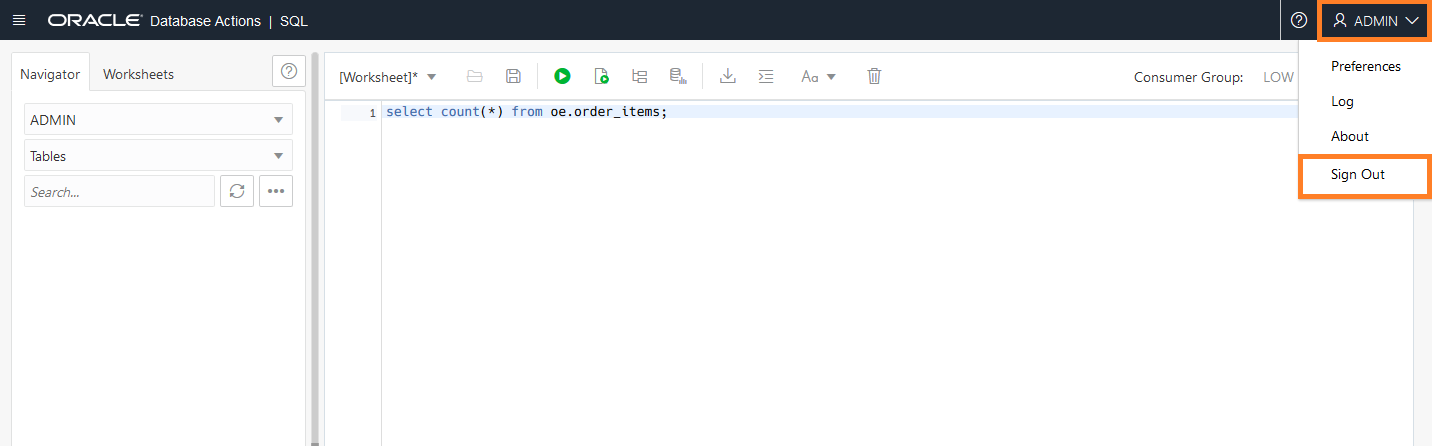 ORACLE Database Actions | SQL
ADMIN
Navigator
Worksheets
[Worksheet]*
Aa
Consumer Group: LOW
Preferences
Log
About
Sign Out
ADMIN
Tables
Search...
1 select count(*) from oe.order_items;